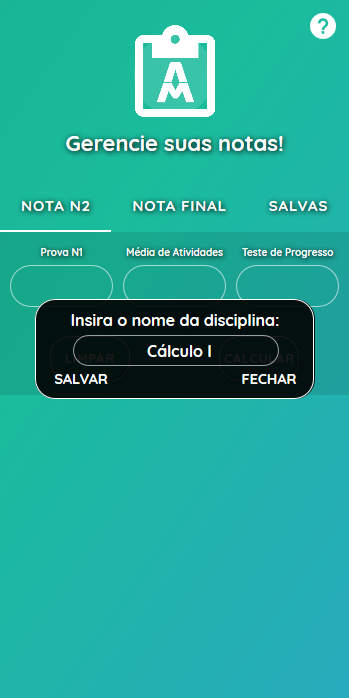 ?
AM
Gerencie suas notas!
NOTA N2 NOTA FINAL SALVAS
Prova N1 Média de Atividades Teste de Progresso
Insira o nome da disciplina:
LIMPAR Cálculo I CALCULAR
SALVAR FECHAR